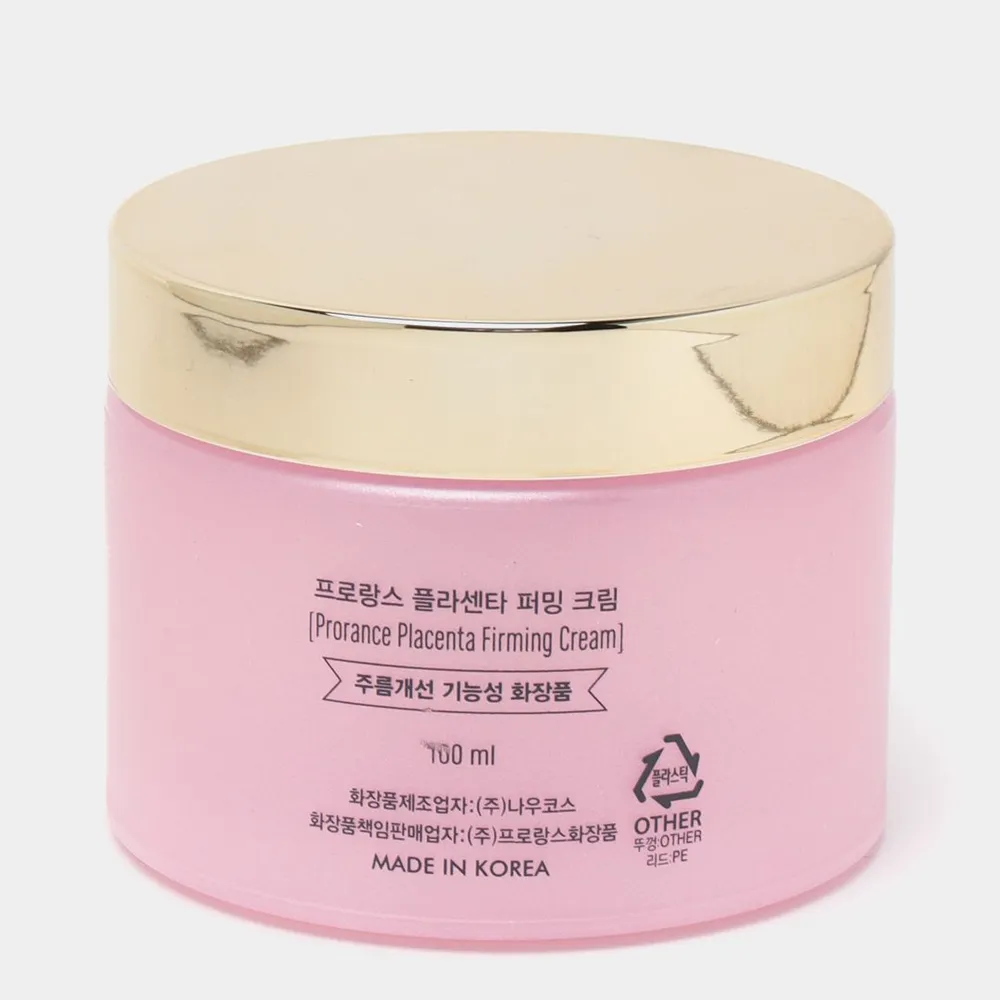 프로랑스 플라센타 퍼밍 크림
[Prorance Placenta Firming Cream]
주름개선 기능성 화장품
100 ml
화장품제조업자:(주)나우코스
화장품책임판매업자:(주)프로랑스화장품
MADE IN KOREA
플라스틱
OTHER
뚜껑:OTHER
리드:PE